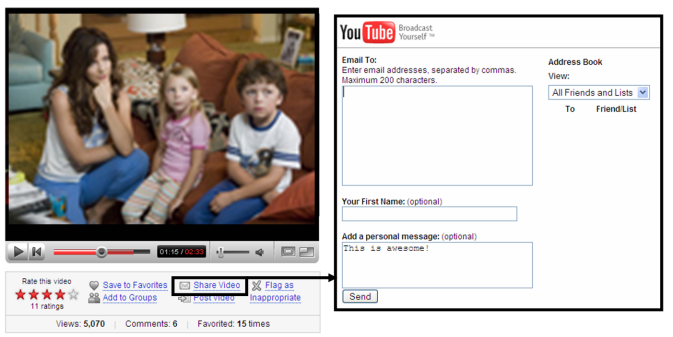 01:15 / 02:33
Rate this video
11 ratings
Save to Favorites
Add to Groups
Share Video
Post Video
Flag as
Inappropriate
Views: 5,070 | Comments: 6 | Favorited: 15 times
YouTube Broadcast
Yourself ™
Email To:
Enter email addresses, separated by commas.
Maximum 200 characters.
Your First Name: (optional)
Add a personal message: (optional)
This is awesome!
Send
Address Book
View:
All Friends and Lists
To Friend/List